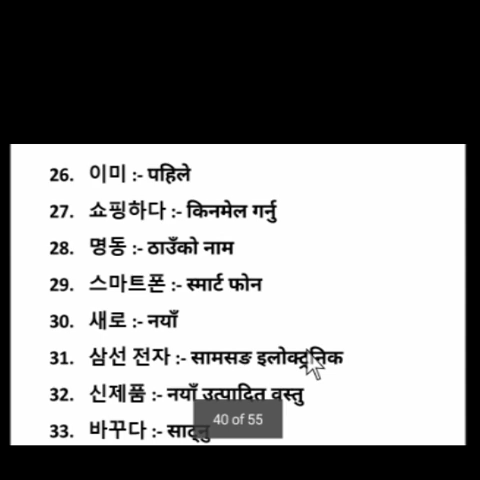 26. 이미 :- पहिले
27. 쇼핑하다 :- किनमेल गर्नु
28. 명동 :- ठाउँको नाम
29. 스마트폰 :- स्मार्ट फोन
30. 새로 :- नयाँ
31. 삼선 전자 :- सामसङ इलोक्ट्रनिक
32. 신제품 :- नयाँ उत्पादित वस्तु
40 of 55
33. 바꾸다 :- साट्नु